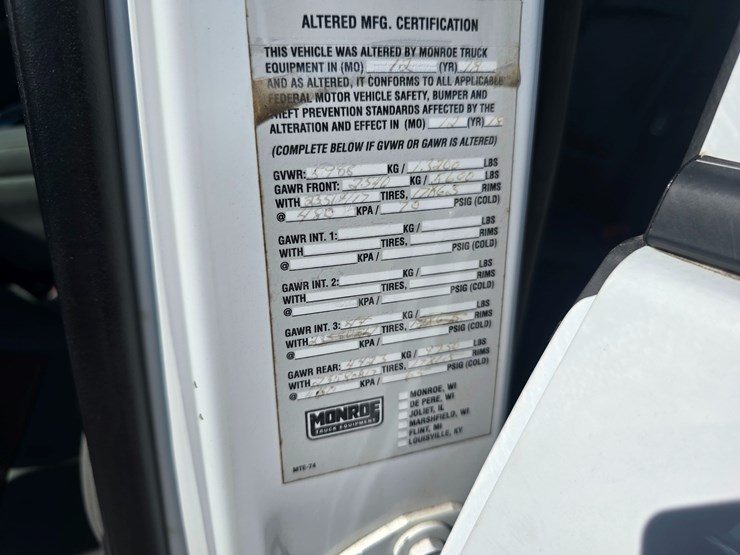 ALTERED MFG. CERTIFICATION
THIS VEHICLE WAS ALTERED BY MONROE TRUCK
EQUIPMENT IN (MO) 12 (YR)
AND AS ALTERED, IT CONFORMS TO ALL APPLICABLE
FEDERAL MOTOR VEHICLE SAFETY, BUMPER AND
THEFT PREVENTION STANDARDS AFFECTED BY THE
ALTERATION AND EFFECT IN (MO) 12 (YR)
(COMPLETE BELOW IF GVWR OR GAWR IS ALTERED)
GVWR: KG / LBS
GAWR FRONT: KG / LBS
WITH TIRES, RIMS
@ 480 KPA / 70 PSIG (COLD)
GAWR INT. 1: KG / LBS
WITH TIRES, RIMS
@ KPA / PSIG (COLD)
GAWR INT. 2: KG / LBS
WITH TIRES, RIMS
@ KPA / PSIG (COLD)
GAWR INT. 3: KG / LBS
WITH TIRES, RIMS
@ KPA / PSIG (COLD)
GAWR REAR: KG / LBS
WITH TIRES, RIMS
@ KPA / PSIG (COLD)
MONROE
TRUCK EQUIPMENT
MONROE, WI
DE PERE, WI
JOLIET, IL
MARSHFIELD, WI
FLINT, MI
LOUISVILLE, KY
MTE-74